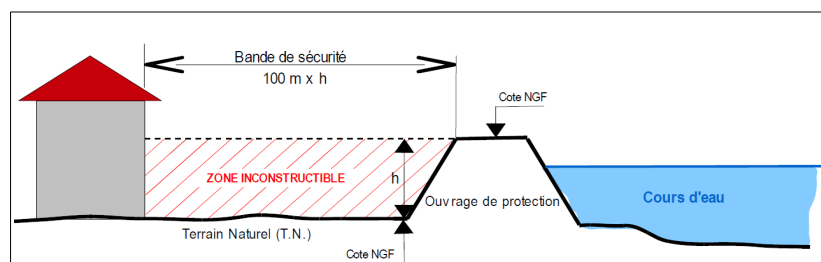 Bande de sécurité
100 m x h
Cote NGF
ZONE INCONSTRUCTIBLE
h
Ouvrage de protection
Cours d'eau
Terrain Naturel (T.N.)
Cote NGF